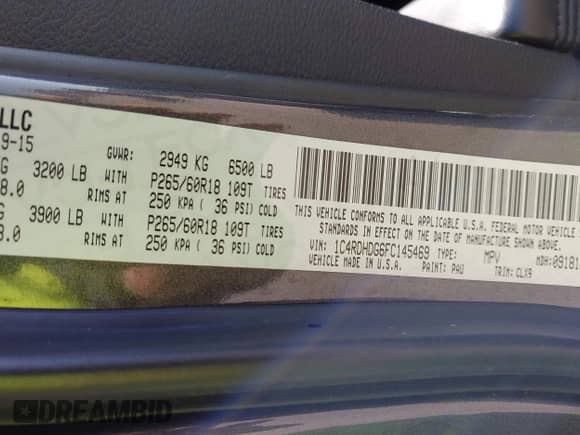 LLC
9-15 GVWR: 2949 KG 6500 LB
G 3200 LB WITH P265/60R18 109T TIRES
8.0 RIMS AT 250 KPA ( 36 PSI) COLD
G 3900 LB WITH P265/60R18 109T TIRES
8.0 RIMS AT 250 KPA ( 36 PSI) COLD
THIS VEHICLE CONFORMS TO ALL APPLICABLE U.S.A. FEDERAL MOTOR VEHICLE
STANDARDS IN EFFECT ON THE DATE OF MANUFACTURE SHOWN ABOVE.
VIN: 1C4RDHDG6FC145469 TYPE: MPV MDH: 09181
VEHICLE MADE IN U.S.A. PAINT: PAU TRIM: CLX9
DREAMBID